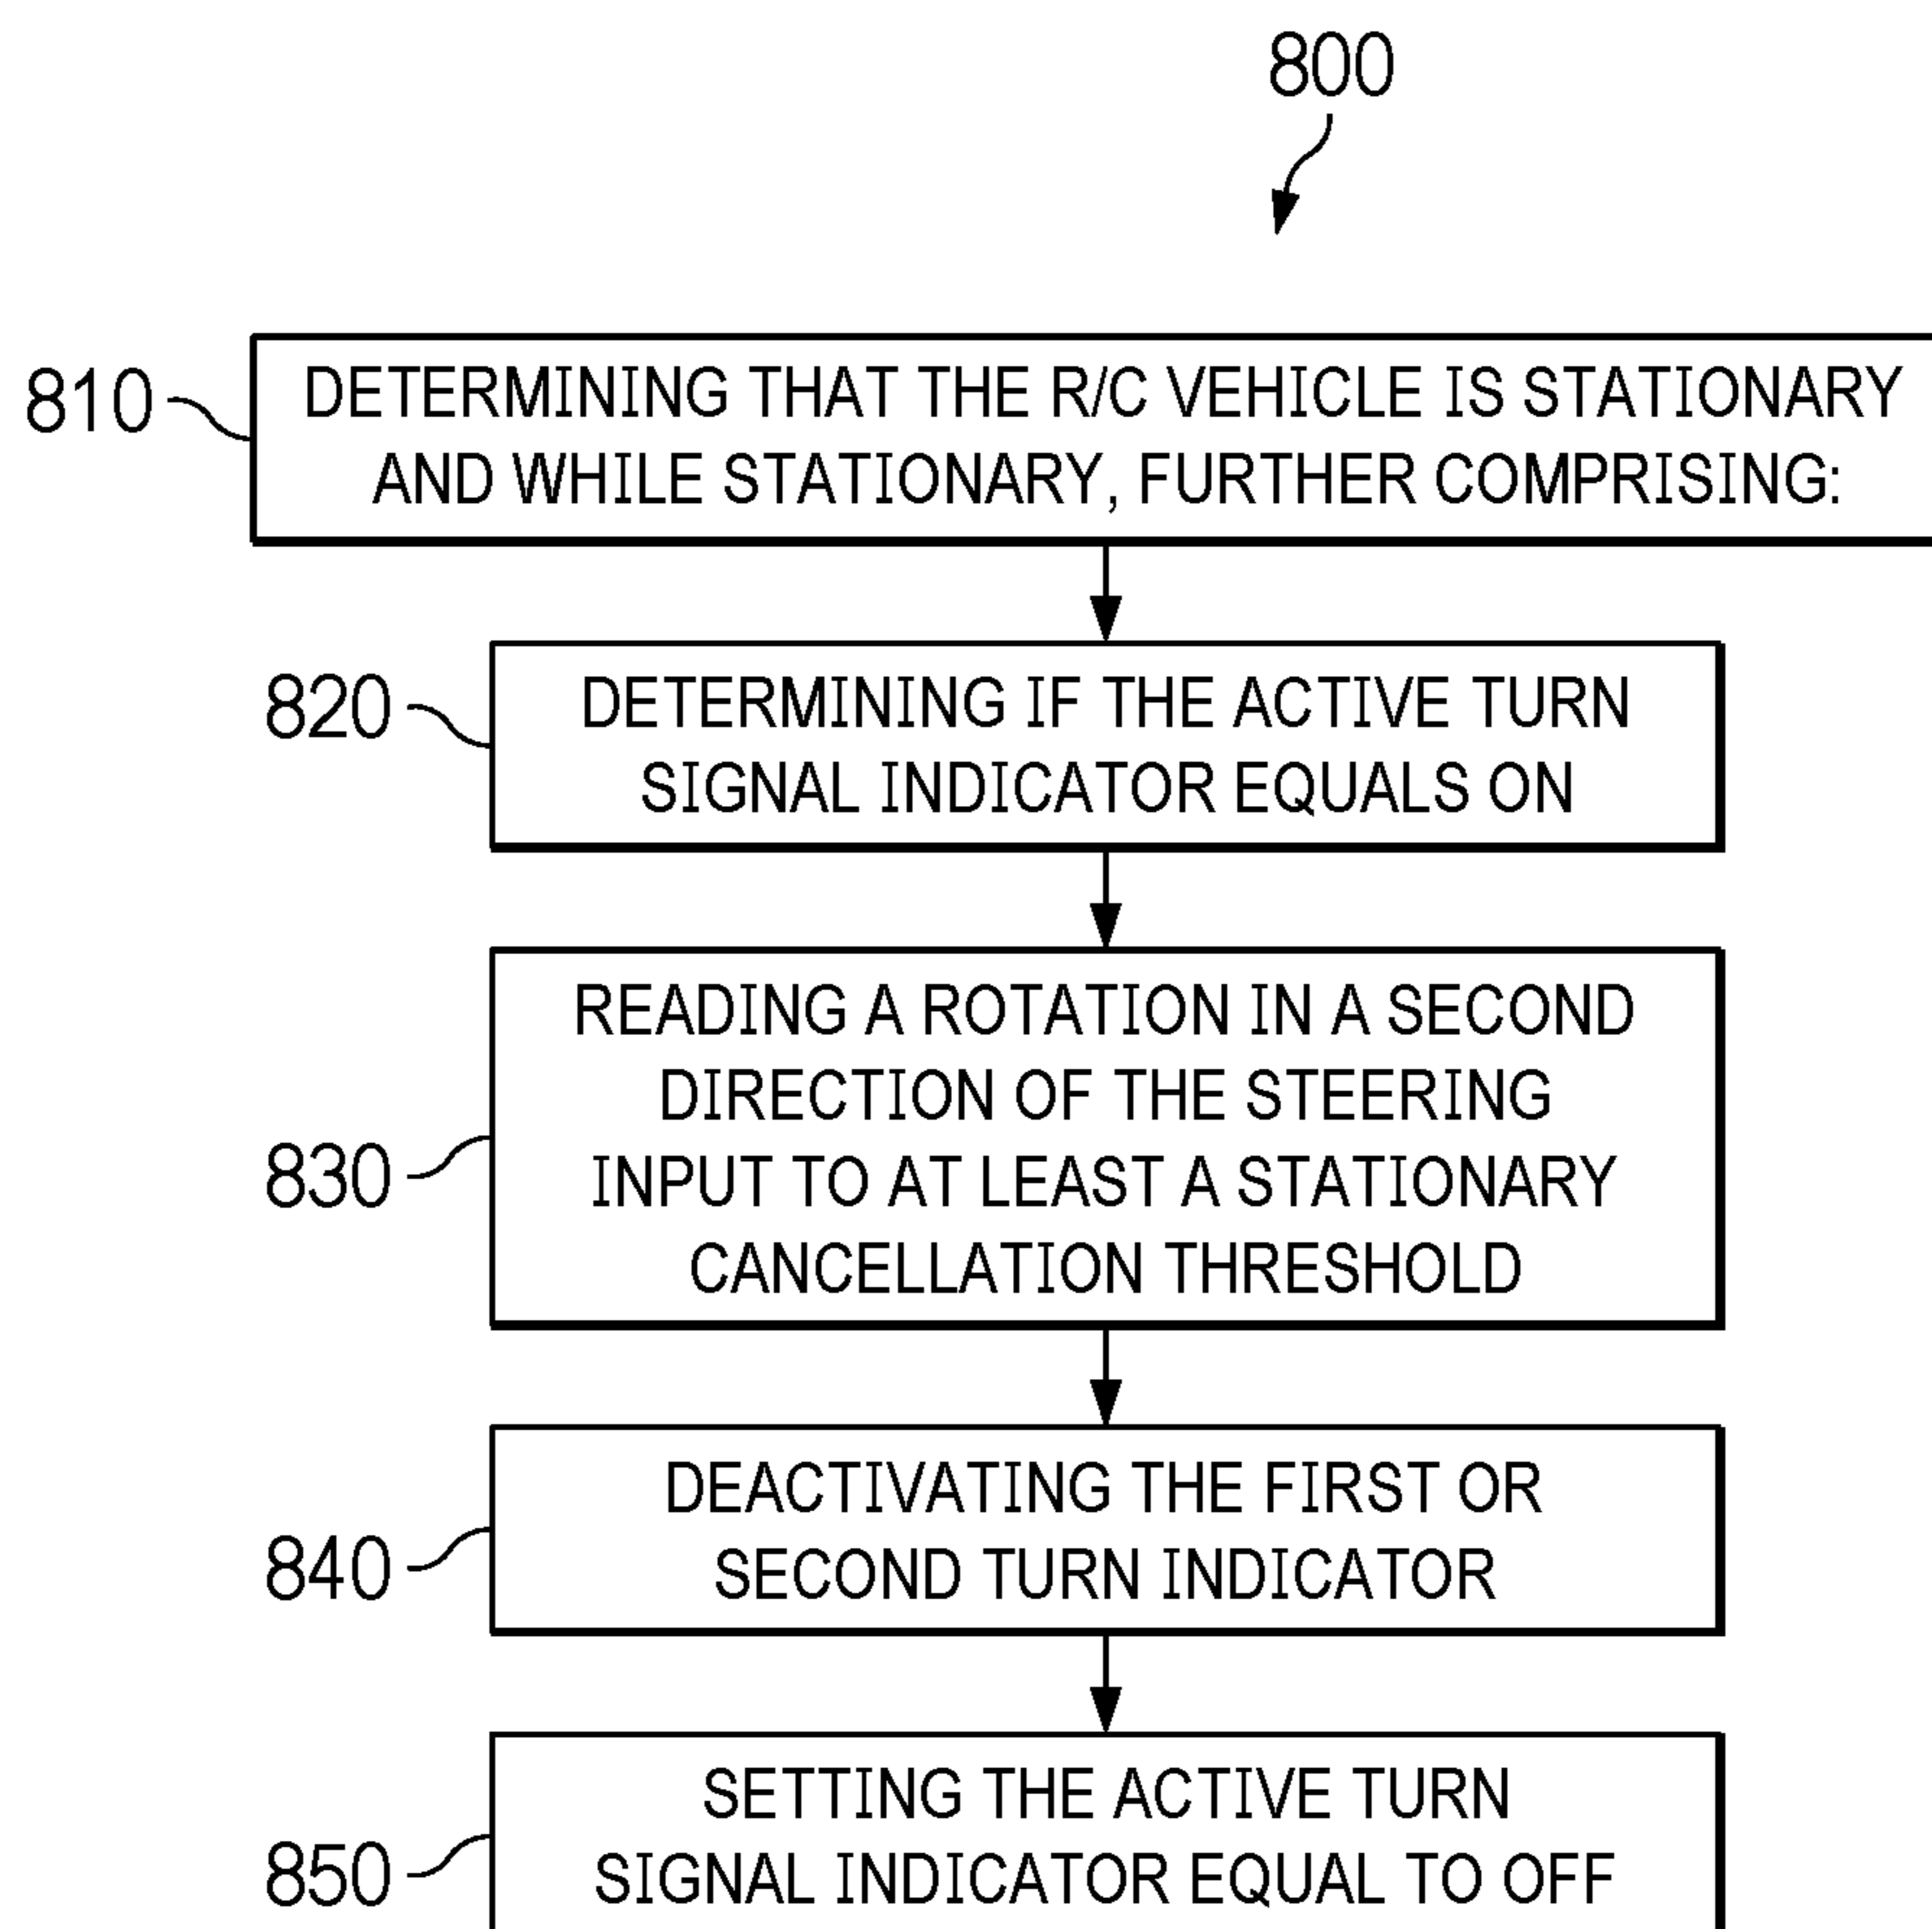 800
810
DETERMINING THAT THE R/C VEHICLE IS STATIONARY
AND WHILE STATIONARY, FURTHER COMPRISING:
820
DETERMINING IF THE ACTIVE TURN
SIGNAL INDICATOR EQUALS ON
830
READING A ROTATION IN A SECOND
DIRECTION OF THE STEERING
INPUT TO AT LEAST A STATIONARY
CANCELLATION THRESHOLD
840
DEACTIVATING THE FIRST OR
SECOND TURN INDICATOR
850
SETTING THE ACTIVE TURN
SIGNAL INDICATOR EQUAL TO OFF